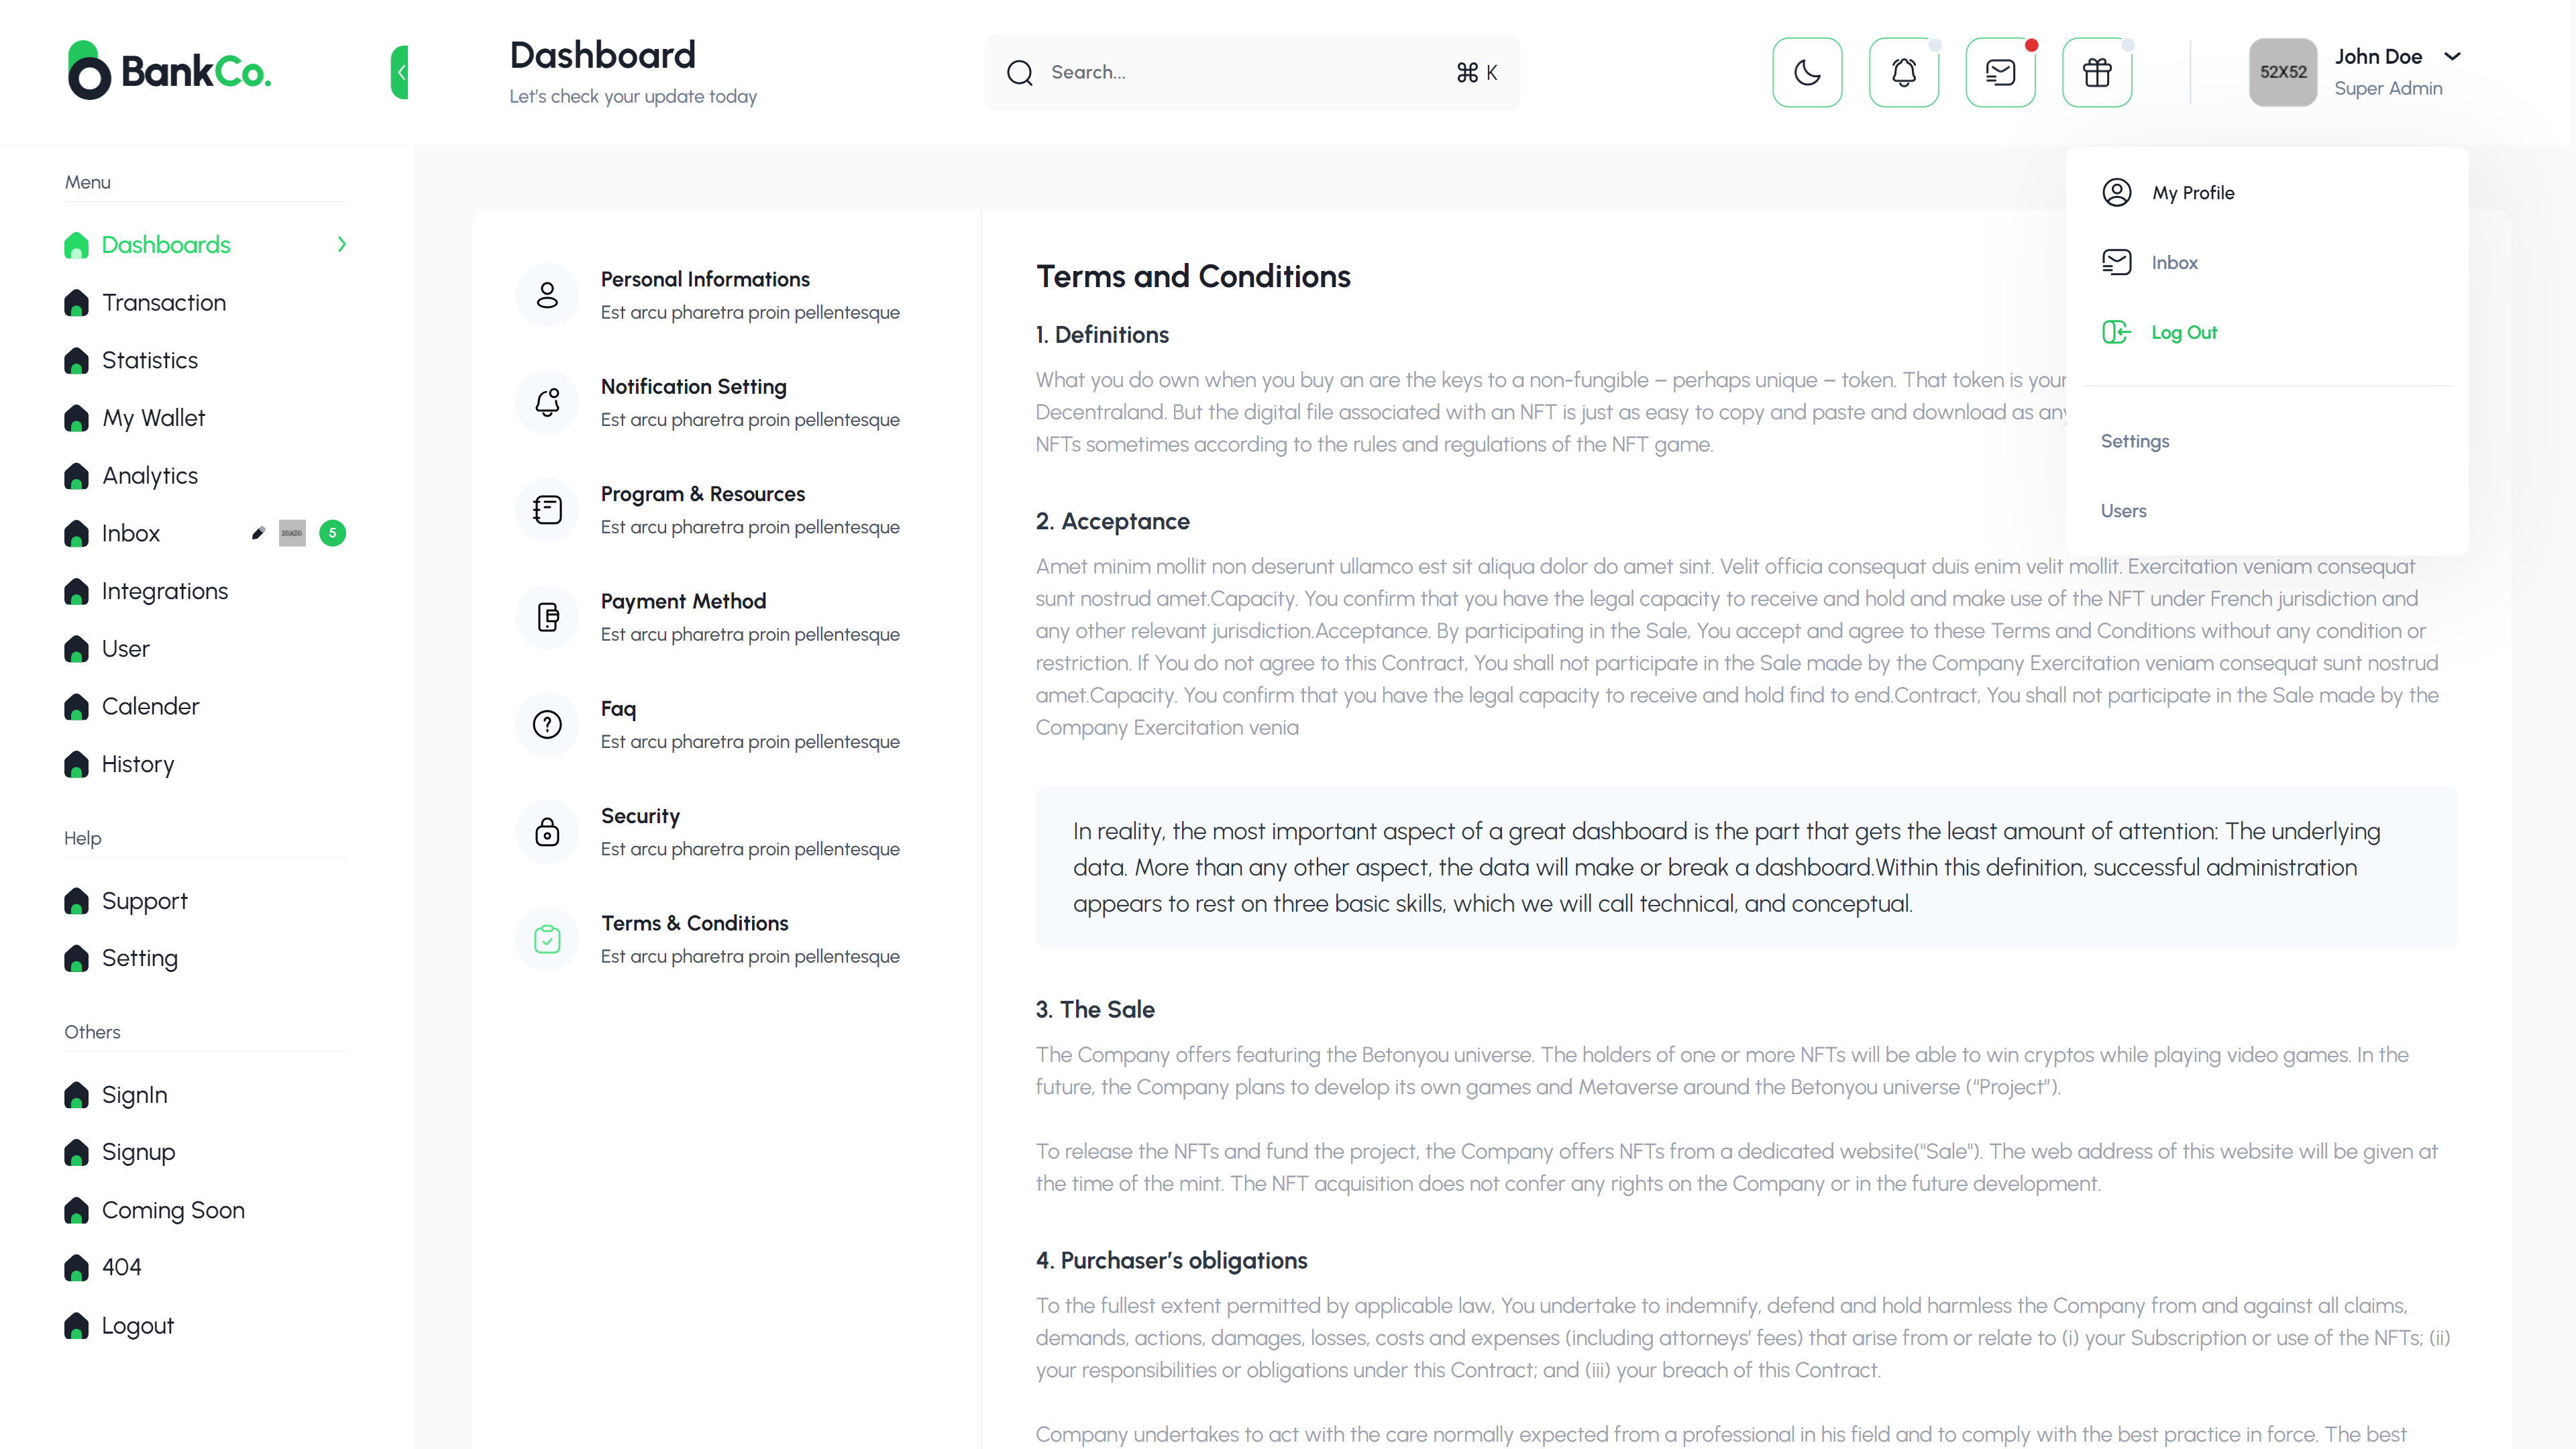 BankCo.
Dashboard
Let's check your update today
Search...
⌘ K
52X52
John Doe
Super Admin
Menu
Dashboards
Transaction
Statistics
My Wallet
Analytics
Inbox
5
Integrations
User
Calender
History
Help
Support
Setting
Others
SignIn
Signup
Coming Soon
404
Logout
Personal Informations
Est arcu pharetra proin pellentesque
Notification Setting
Est arcu pharetra proin pellentesque
Program & Resources
Est arcu pharetra proin pellentesque
Payment Method
Est arcu pharetra proin pellentesque
Faq
Est arcu pharetra proin pellentesque
Security
Est arcu pharetra proin pellentesque
Terms & Conditions
Est arcu pharetra proin pellentesque
Terms and Conditions
1. Definitions
What you do own when you buy an are the keys to a non-fungible – perhaps unique – token. That token is your
Decentraland. But the digital file associated with an NFT is just as easy to copy and paste and download as any
NFTs sometimes according to the rules and regulations of the NFT game.
2. Acceptance
Amet minim mollit non deserunt ullamco est sit aliqua dolor do amet sint. Velit officia consequat duis enim velit mollit. Exercitation veniam consequat
sunt nostrud amet.Capacity. You confirm that you have the legal capacity to receive and hold and make use of the NFT under French jurisdiction and
any other relevant jurisdiction.Acceptance. By participating in the Sale, You accept and agree to these Terms and Conditions without any condition or
restriction. If You do not agree to this Contract, You shall not participate in the Sale made by the Company Exercitation veniam consequat sunt nostrud
amet.Capacity. You confirm that you have the legal capacity to receive and hold find to end.Contract, You shall not participate in the Sale made by the
Company Exercitation venia
In reality, the most important aspect of a great dashboard is the part that gets the least amount of attention: The underlying
data. More than any other aspect, the data will make or break a dashboard.Within this definition, successful administration
appears to rest on three basic skills, which we will call technical, and conceptual.
3. The Sale
The Company offers featuring the Betonyou universe. The holders of one or more NFTs will be able to win cryptos while playing video games. In the
future, the Company plans to develop its own games and Metaverse around the Betonyou universe (“Project”).
To release the NFTs and fund the project, the Company offers NFTs from a dedicated website("Sale"). The web address of this website will be given at
the time of the mint. The NFT acquisition does not confer any rights on the Company or in the future development.
4. Purchaser’s obligations
To the fullest extent permitted by applicable law, You undertake to indemnify, defend and hold harmless the Company from and against all claims,
demands, actions, damages, losses, costs and expenses (including attorneys’ fees) that arise from or relate to (i) your Subscription or use of the NFTs; (ii)
your responsibilities or obligations under this Contract; and (iii) your breach of this Contract.
Company undertakes to act with the care normally expected from a professional in his field and to comply with the best practice in force. The best
My Profile
Inbox
Log Out
Settings
Users